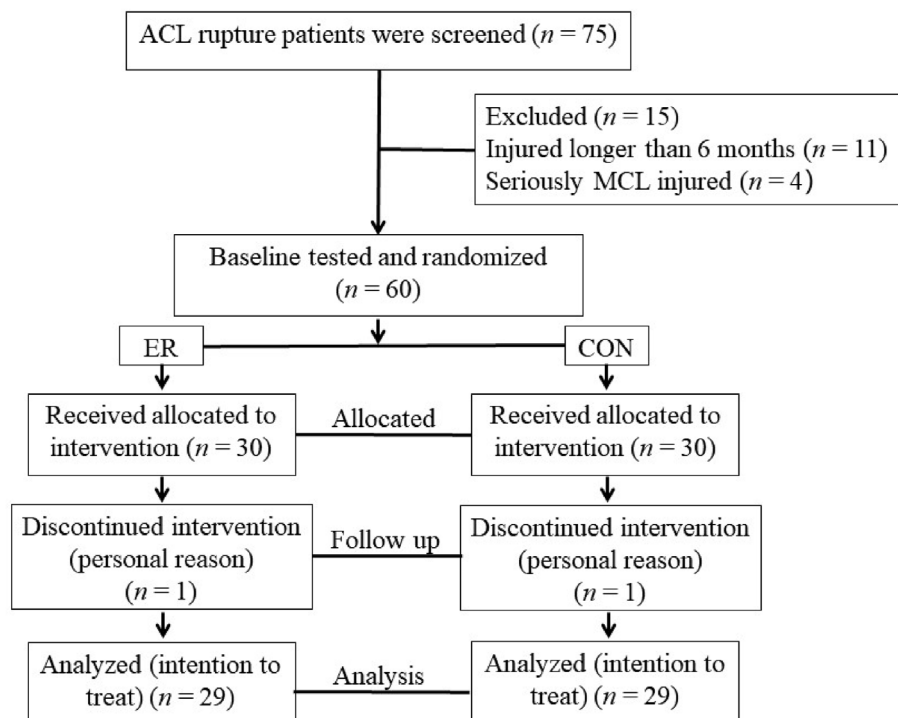 ACL rupture patients were screened (n = 75)
Excluded (n = 15)
Injured longer than 6 months (n = 11)
Seriously MCL injured (n = 4)
Baseline tested and randomized
(n = 60)
ER
CON
Received allocated to
intervention (n = 30)
Allocated
Received allocated to
intervention (n = 30)
Discontinued intervention
(personal reason)
(n = 1)
Follow up
Discontinued intervention
(personal reason)
(n = 1)
Analyzed (intention to
treat) (n = 29)
Analysis
Analyzed (intention to
treat) (n = 29)